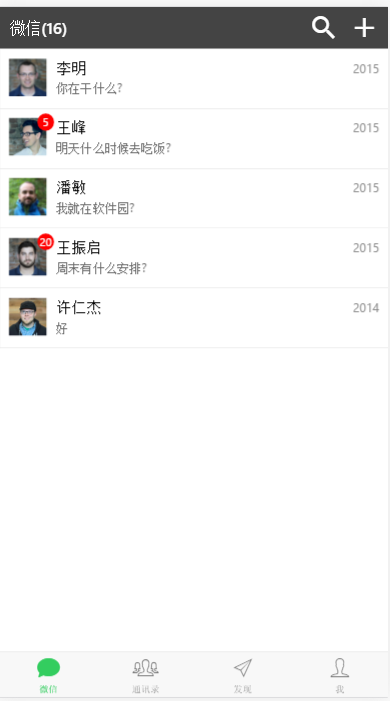 微信(16)
李明 2015
你在干什么?
5
王峰 2015
明天什么时候去吃饭?
潘敏 2015
我就在软件园?
20
王振启 2015
周末有什么安排?
许仁杰 2014
好
微信 通讯录 发现 我